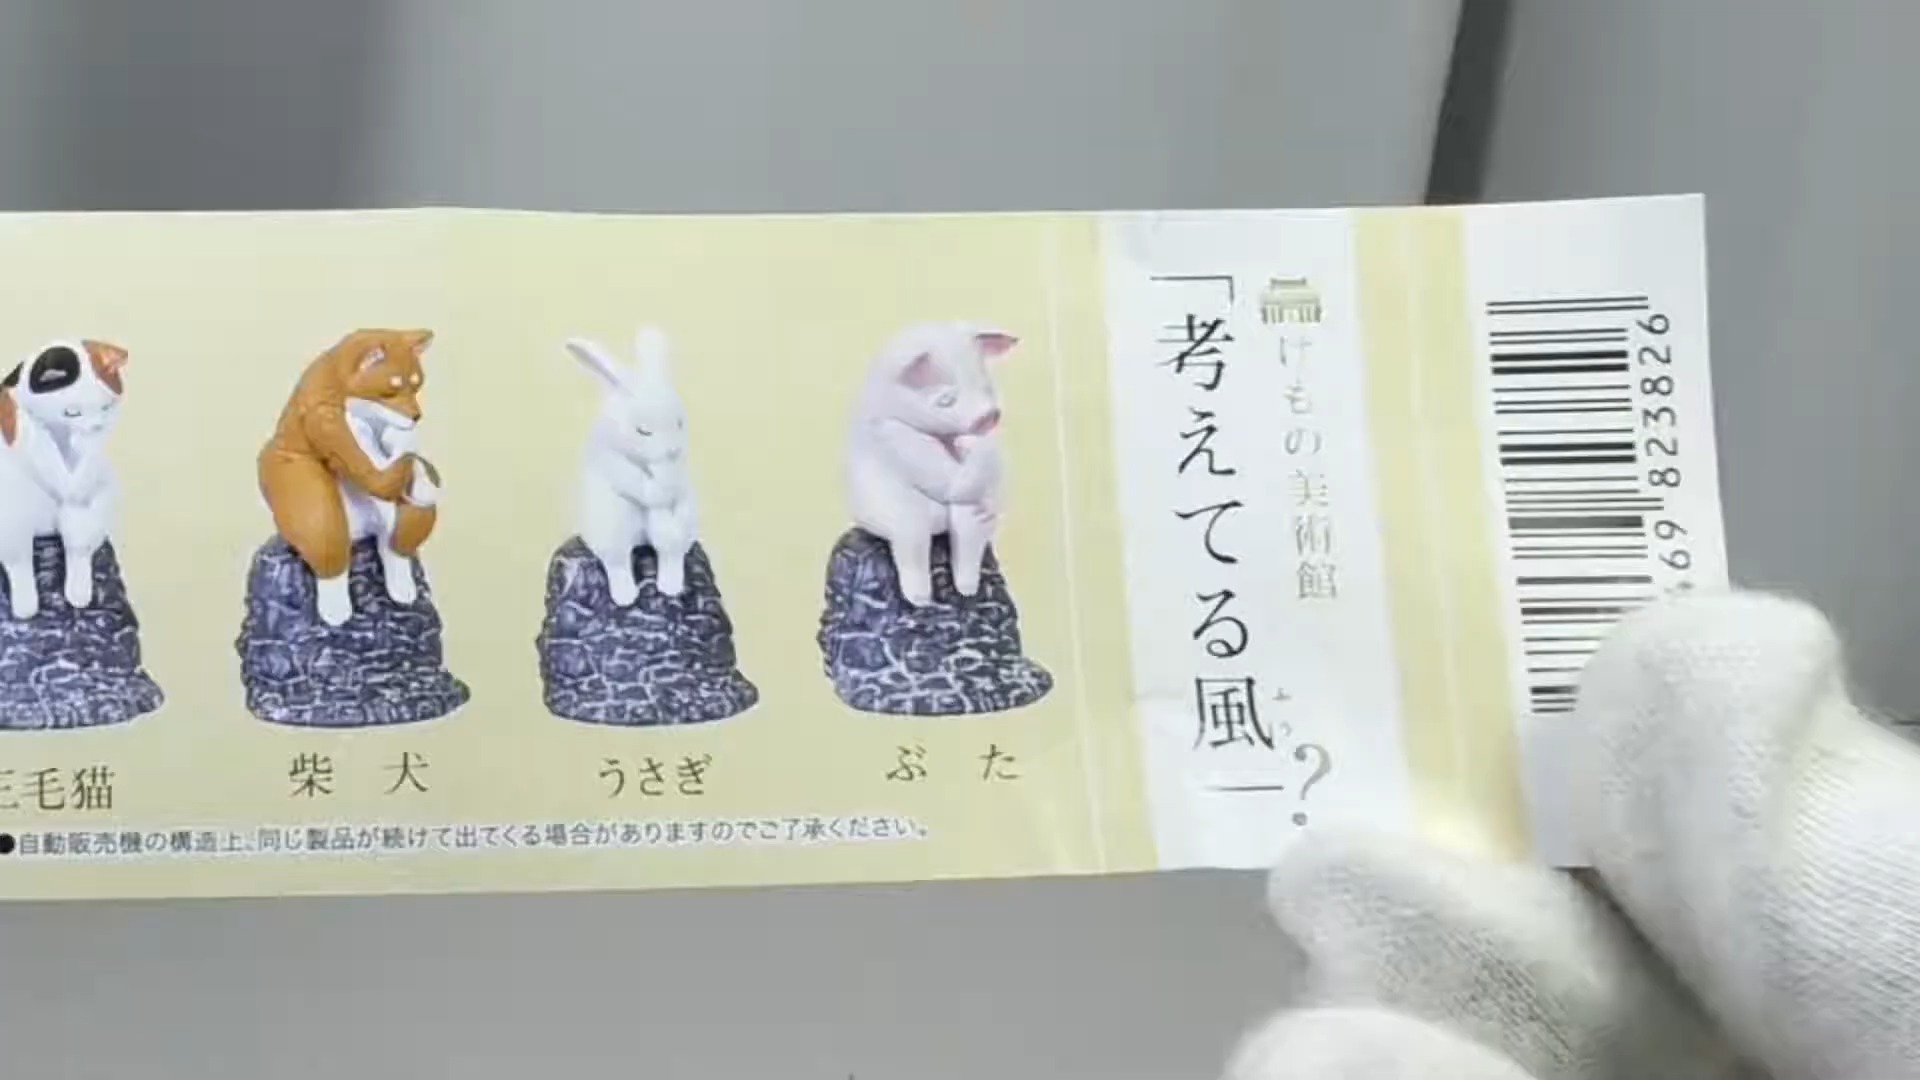 三毛猫
柴犬
うさぎ
ぶた
●自動販売機の構造上、同じ製品が続けて出てくる場合がありますのでご了承ください。
けもの美術館
「考えてる風」?
ふう
69 823826